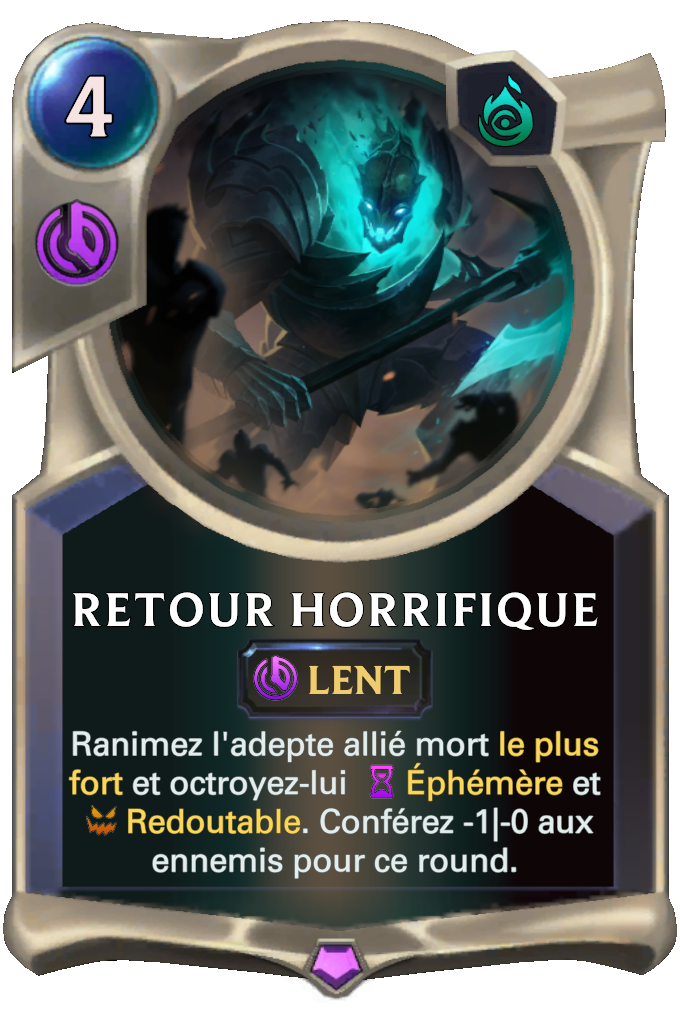 4
RETOUR HORRIFIQUE
LENT
Ranimez l'adepte allié mort le plus
fort et octroyez-lui Éphémère et
Redoutable. Conférez -1|-0 aux
ennemis pour ce round.